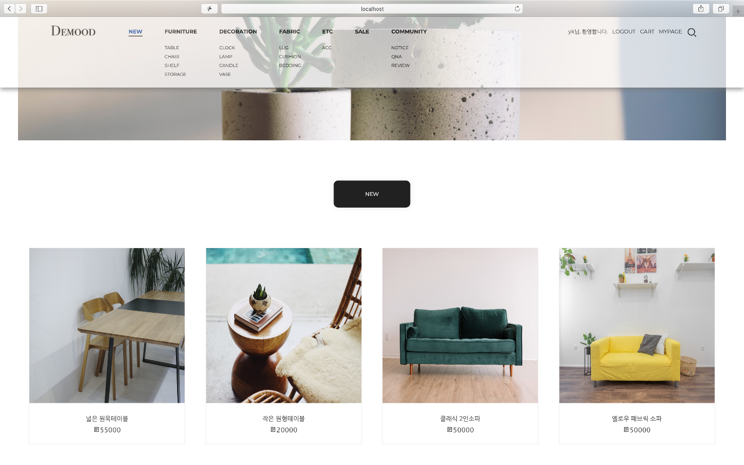 localhost
DEMOOD NEW FURNITURE DECORATION FABRIC ETC SALE COMMUNITY 님, 환영합니다. LOGOUT CART MYPAGE
TABLE CLOCK RUG ACC NOTICE
CHAIR LAMP CUSHION QNA
SHELF CANDLE BEDDING REVIEW
STORAGE VASE
NEW
넓은 원목테이블 작은 원형테이블 클래식 2인소파 옐로우 패브릭 소파
55000 20000 50000 50000